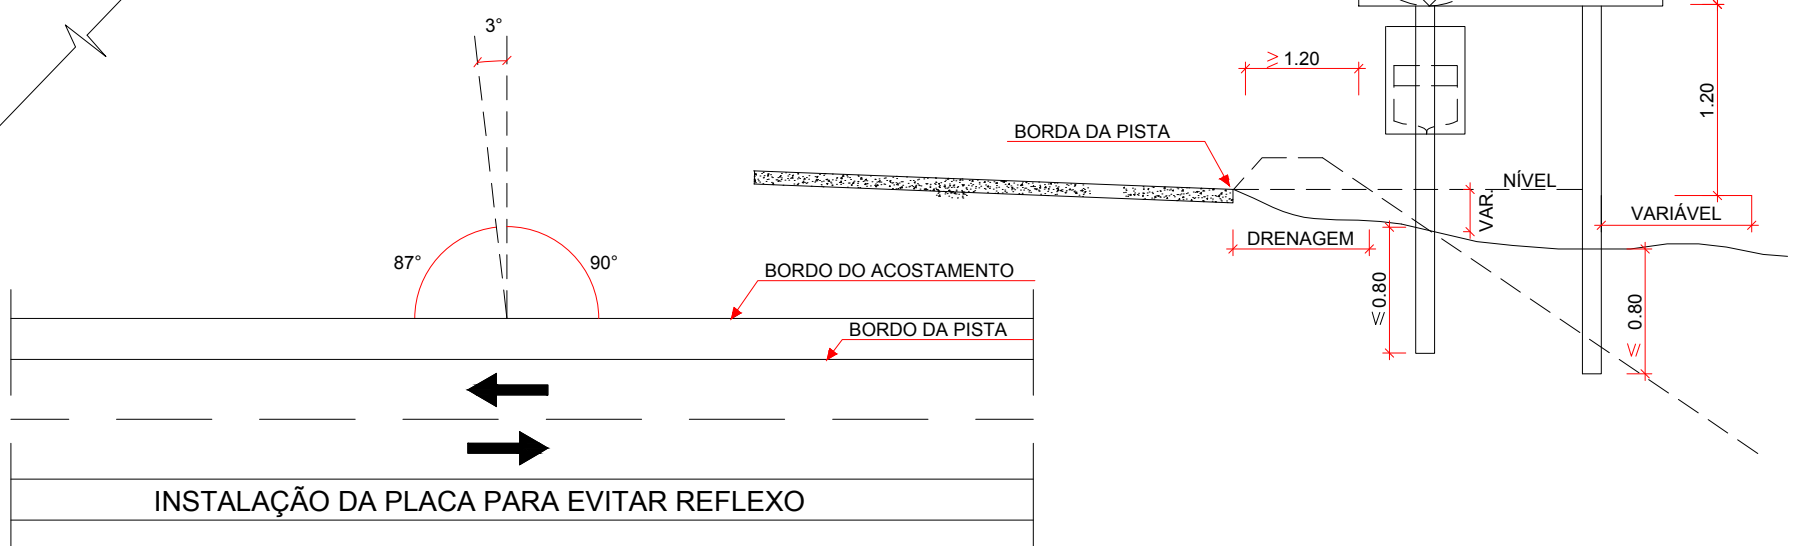 3°
≥ 1.20
1.20
BORDA DA PISTA
NÍVEL
VAR.
VARIÁVEL
DRENAGEM
87°
90°
BORDO DO ACOSTAMENTO
≤ 0.80
≤ 0.80
BORDO DA PISTA
INSTALAÇÃO DA PLACA PARA EVITAR REFLEXO